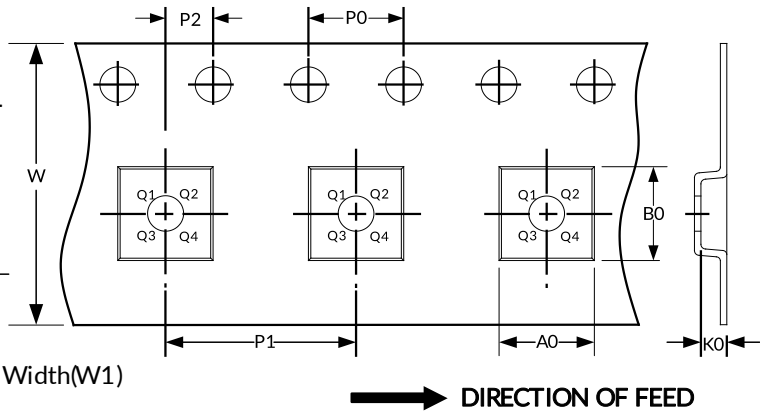 P2
P0
W
Q1 Q2
Q3 Q4
Q1 Q2
Q3 Q4
Q1 Q2
Q3 Q4
B0
P1
A0
K0
Width(W1)
DIRECTION OF FEED